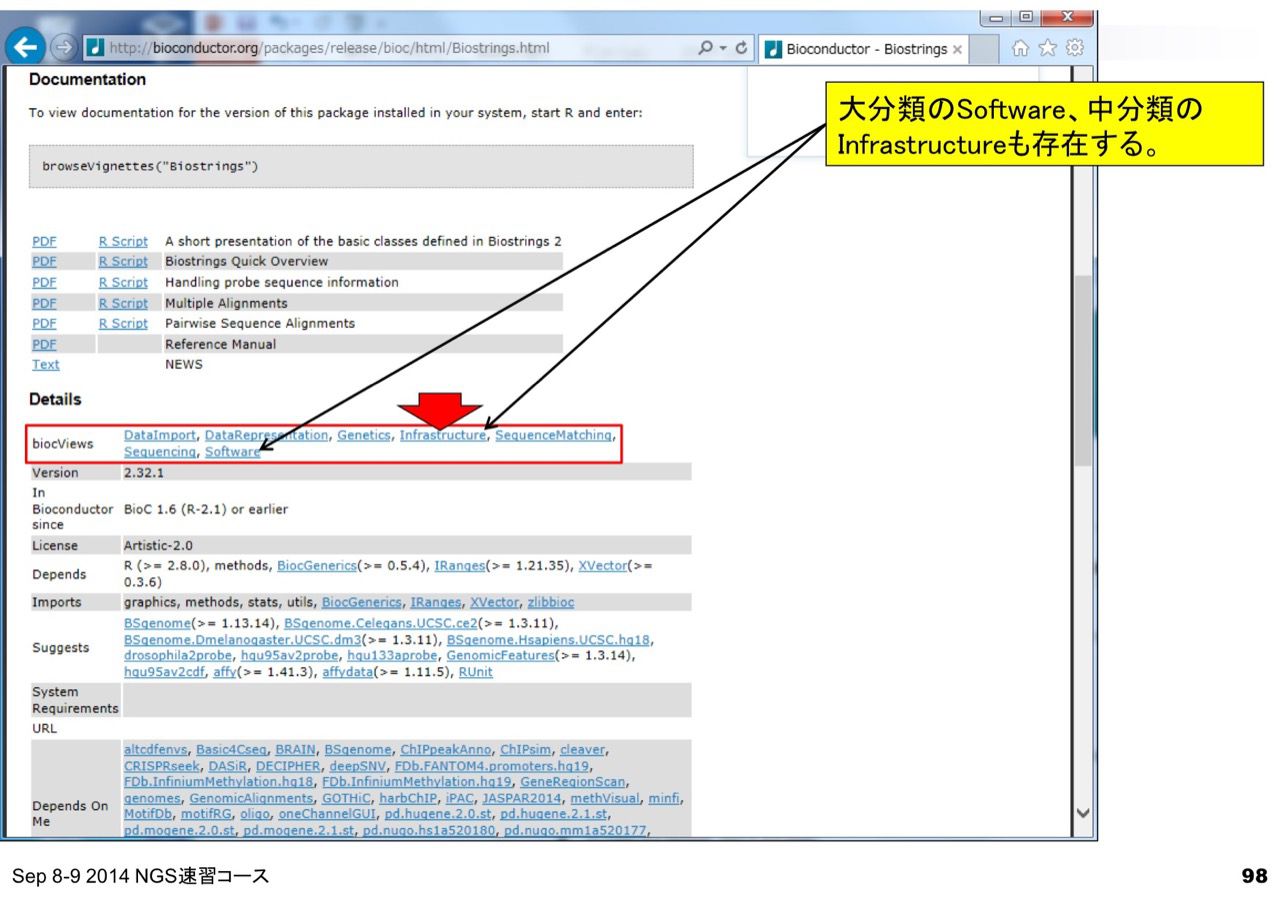 http://bioconductor.org/packages/release/bioc/html/Biostrings.html
Bioconductor - Biostrings
大分類のSoftware、中分類の
Infrastructureも存在する。
Documentation
To view documentation for the version of this package installed in your system, start R and enter:
browseVignettes("Biostrings")
PDF R Script A short presentation of the basic classes defined in Biostrings 2
PDF R Script Biostrings Quick Overview
PDF R Script Handling probe sequence information
PDF R Script Multiple Alignments
PDF R Script Pairwise Sequence Alignments
PDF Reference Manual
Text NEWS
Details
biocViews DataImport, DataRepresentation, Genetics, Infrastructure, SequenceMatching,
Sequencing, Software
Version 2.32.1
In
Bioconductor BioC 1.6 (R-2.1) or earlier
since
License Artistic-2.0
Depends R (>= 2.8.0), methods, BiocGenerics(>= 0.5.4), IRanges(>= 1.21.35), XVector(>=
0.3.6)
Imports graphics, methods, stats, utils, BiocGenerics, IRanges, XVector, zlibbioc
Suggests BSgenome(>= 1.13.14), BSgenome.Celegans.UCSC.ce2(>= 1.3.11),
BSgenome.Dmelanogaster.UCSC.dm3(>= 1.3.11), BSgenome.Hsapiens.UCSC.hg18,
drosophila2probe, hgu95av2probe, hgu133aprobe, GenomicFeatures(>= 1.3.14),
hgu95av2cdf, affy(>= 1.41.3), affydata(>= 1.11.5), RUnit
System
Requirements
URL
Depends On
Me
altcdfenvs, Basic4Cseq, BRAIN, BSgenome, ChIPpeakAnno, ChIPsim, cleaver,
CRISPRseek, DASiR, DECIPHER, deepSNV, FDb.FANTOM4.promoters.hg19,
FDb.InfiniumMethylation.hg18, FDb.InfiniumMethylation.hg19, GeneRegionScan,
genomes, GenomicAlignments, GOTHiC, harbChIP, iPAC, JASPAR2014, methVisual, minfi,
MotifDb, motifRG, oligo, oneChannelGUI, pd.hugene.2.0.st, pd.hugene.2.1.st,
pd.mogene.2.0.st, pd.mogene.2.1.st, pd.nugo.hs1a520180, pd.nugo.mm1a520177,
Sep 8-9 2014 NGS速習コース
98